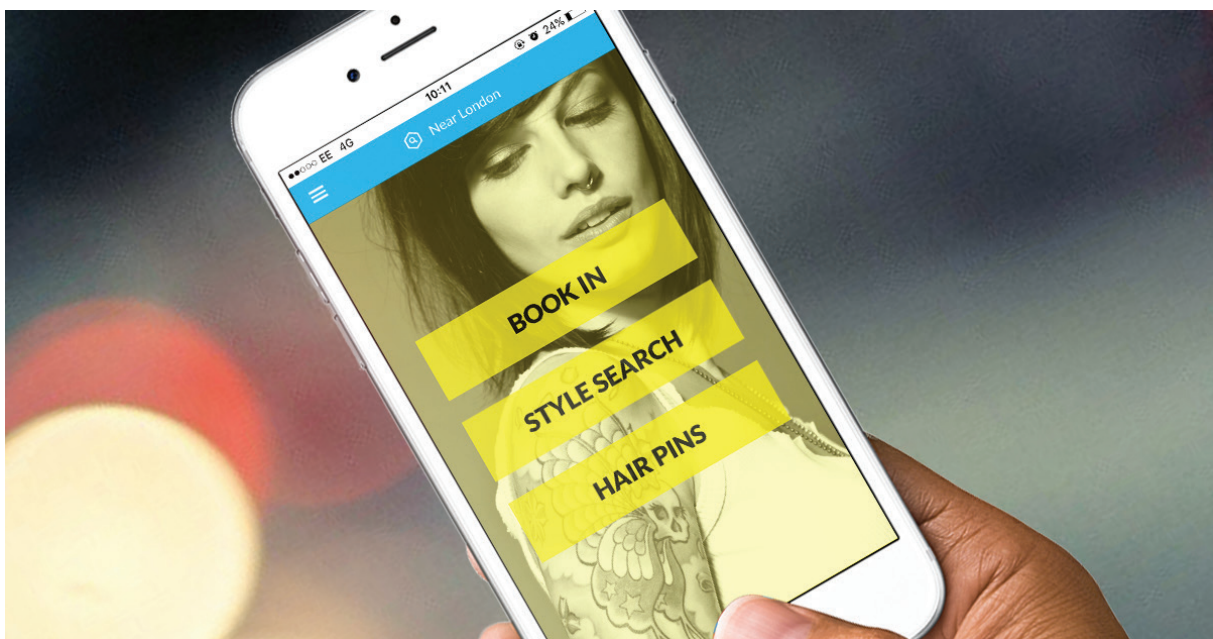 EE 4G 10:11 24%
Near London
BOOK IN
STYLE SEARCH
HAIR PINS